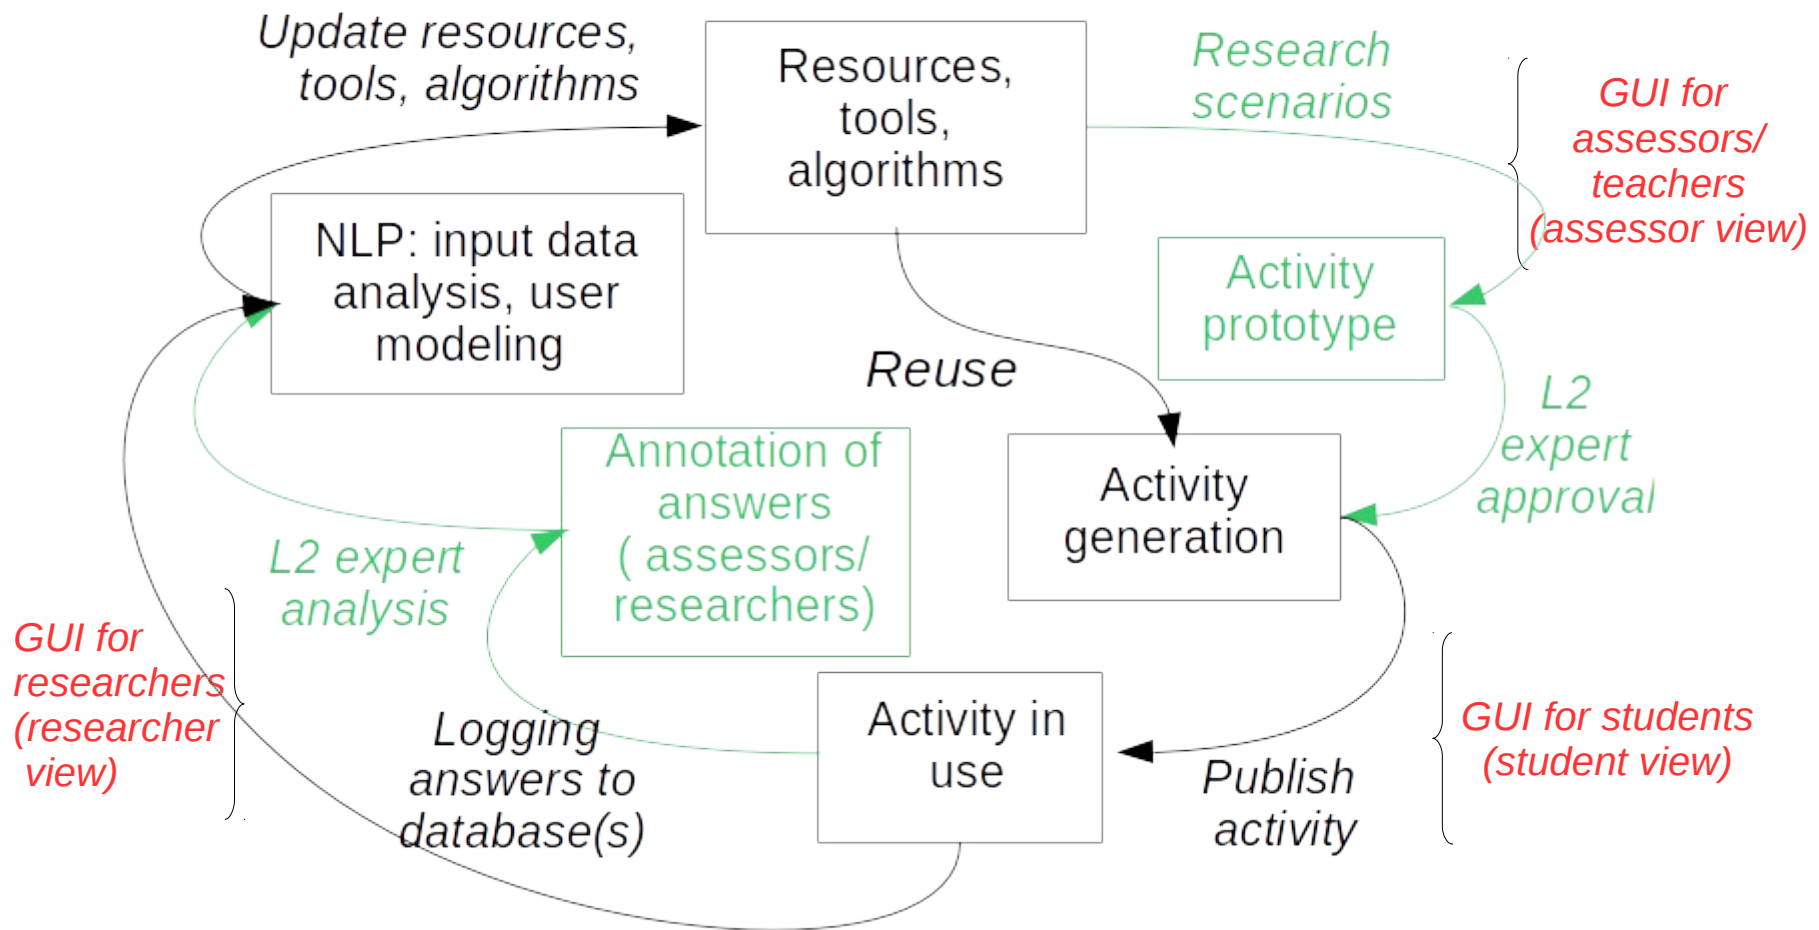 Update resources,
tools, algorithms
Resources,
tools,
algorithms
Research
scenarios
GUI for
assessors/
teachers
(assessor view)
NLP: input data
analysis, user
modeling
Activity
prototype
Reuse
L2
expert
approval
Annotation of
answers
( assessors/
researchers)
Activity
generation
L2 expert
analysis
GUI for
researchers
(researcher
view)
Logging
answers to
database(s)
Activity in
use
Publish
activity
GUI for students
(student view)